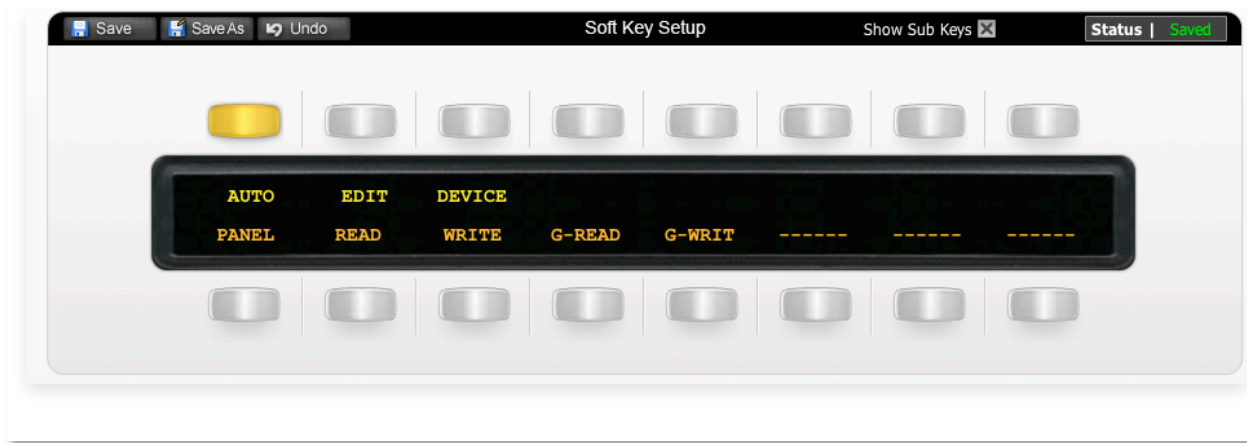 Save Save As Undo Soft Key Setup Show Sub Keys Status | Saved
AUTO EDIT DEVICE
PANEL READ WRITE G-READ G-WRIT ------ ------ ------